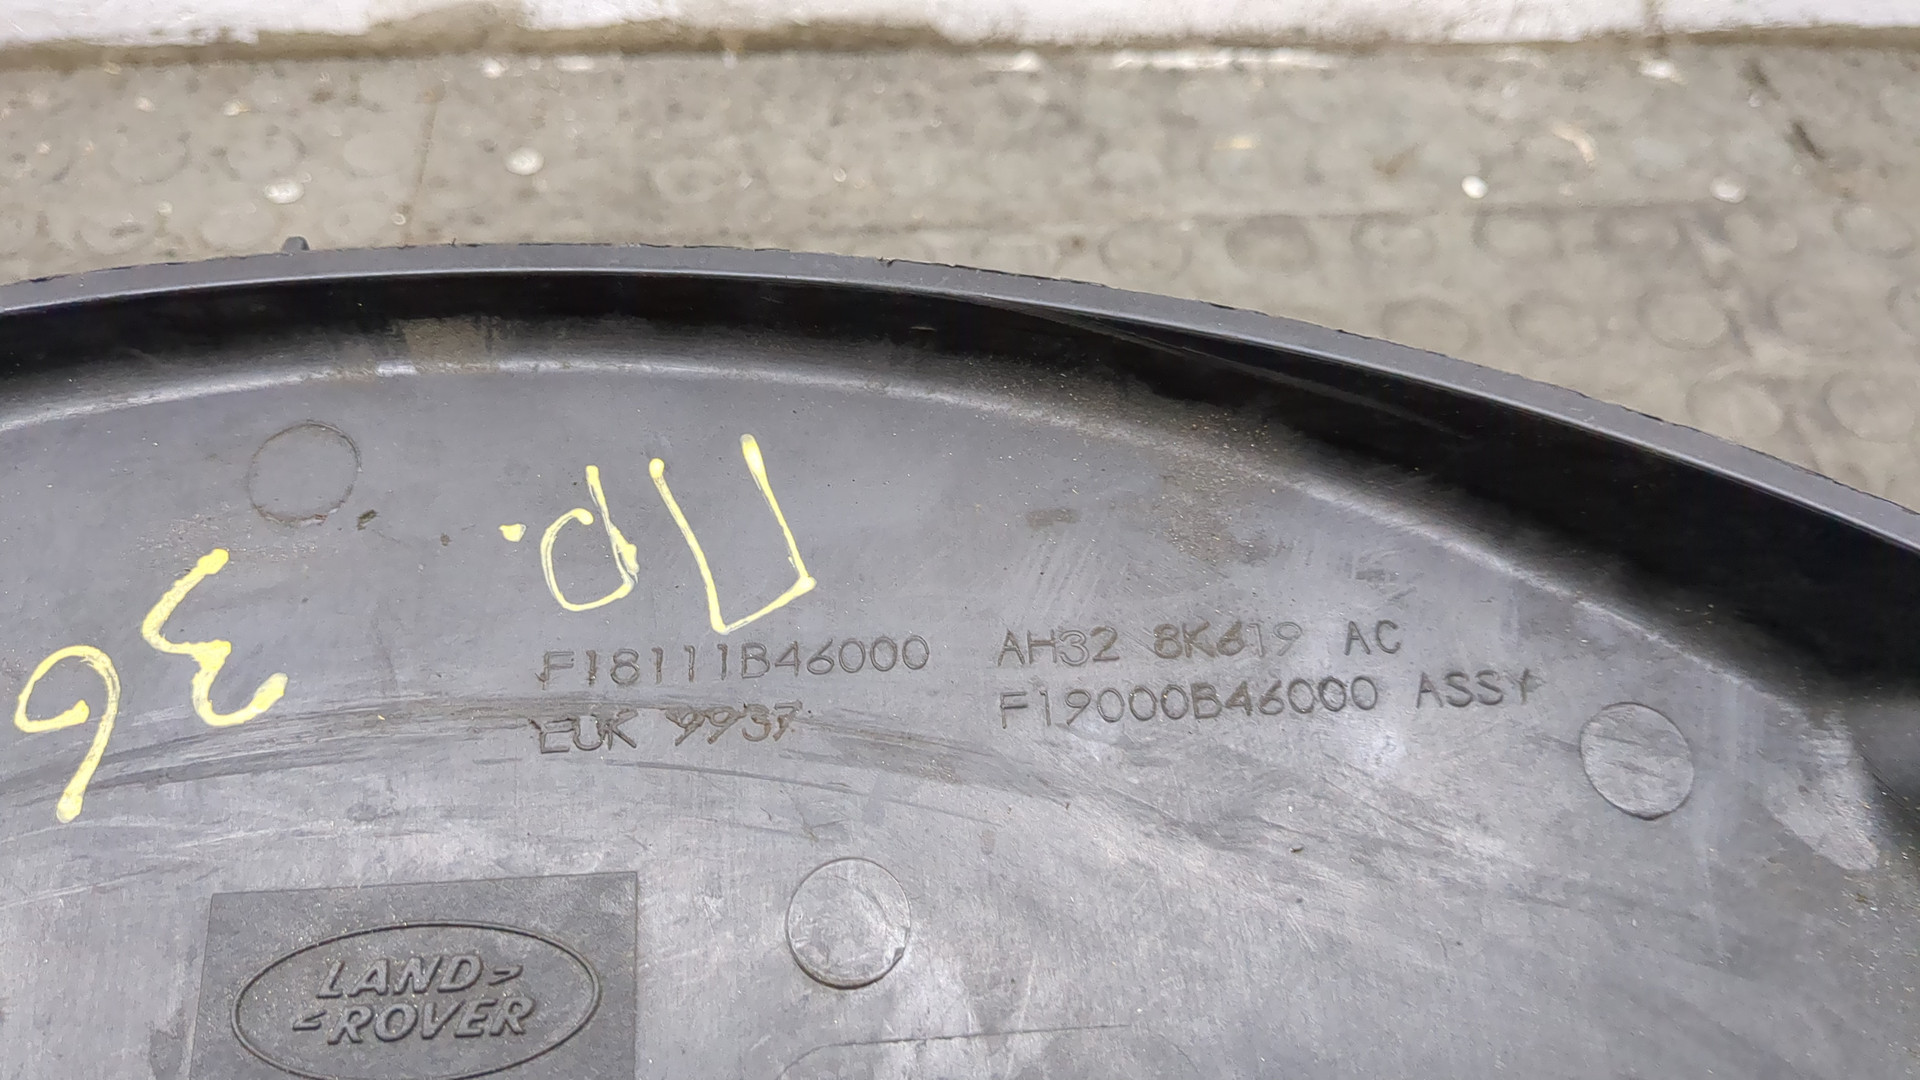 Пр. 36
F18111B46000 AH32 8K619 AC
EUK 9937 F19000B46000 ASSY
LAND
ROVER